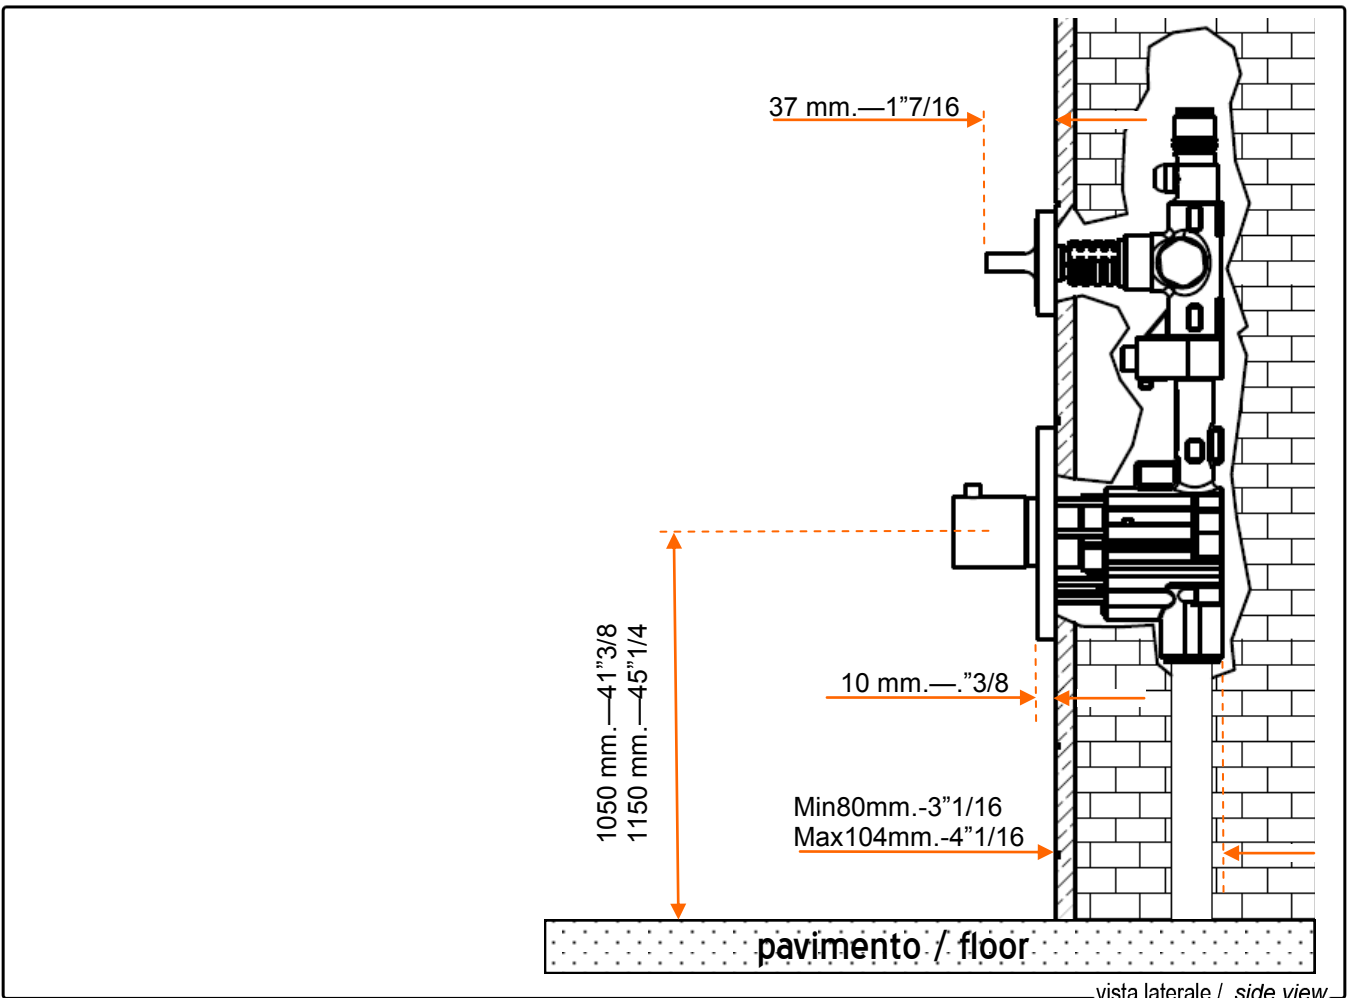 37 mm.—1”7/16
1050 mm.—41”3/8
1150 mm.—45”1/4
10 mm.—.”3/8
Min80mm.-3”1/16
Max104mm.-4”1/16
pavimento / floor
vista laterale / side view